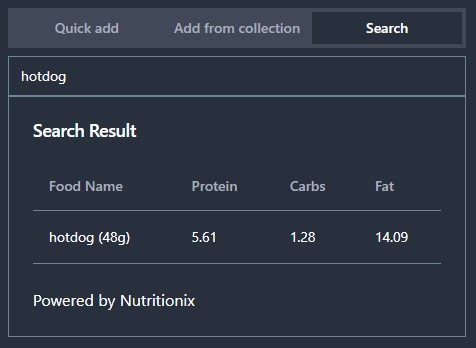 Quick add Add from collection Search
hotdog
Search Result
Food Name Protein Carbs Fat
hotdog (48g) 5.61 1.28 14.09
Powered by Nutritionix